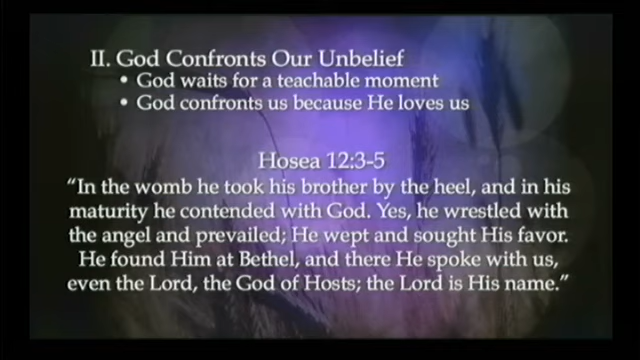 II. God Confronts Our Unbelief
• God waits for a teachable moment
• God confronts us because He loves us
Hosea 12:3-5
“In the womb he took his brother by the heel, and in his
maturity he contended with God. Yes, he wrestled with
the angel and prevailed; He wept and sought His favor.
He found Him at Bethel, and there He spoke with us,
even the Lord, the God of Hosts; the Lord is His name.”